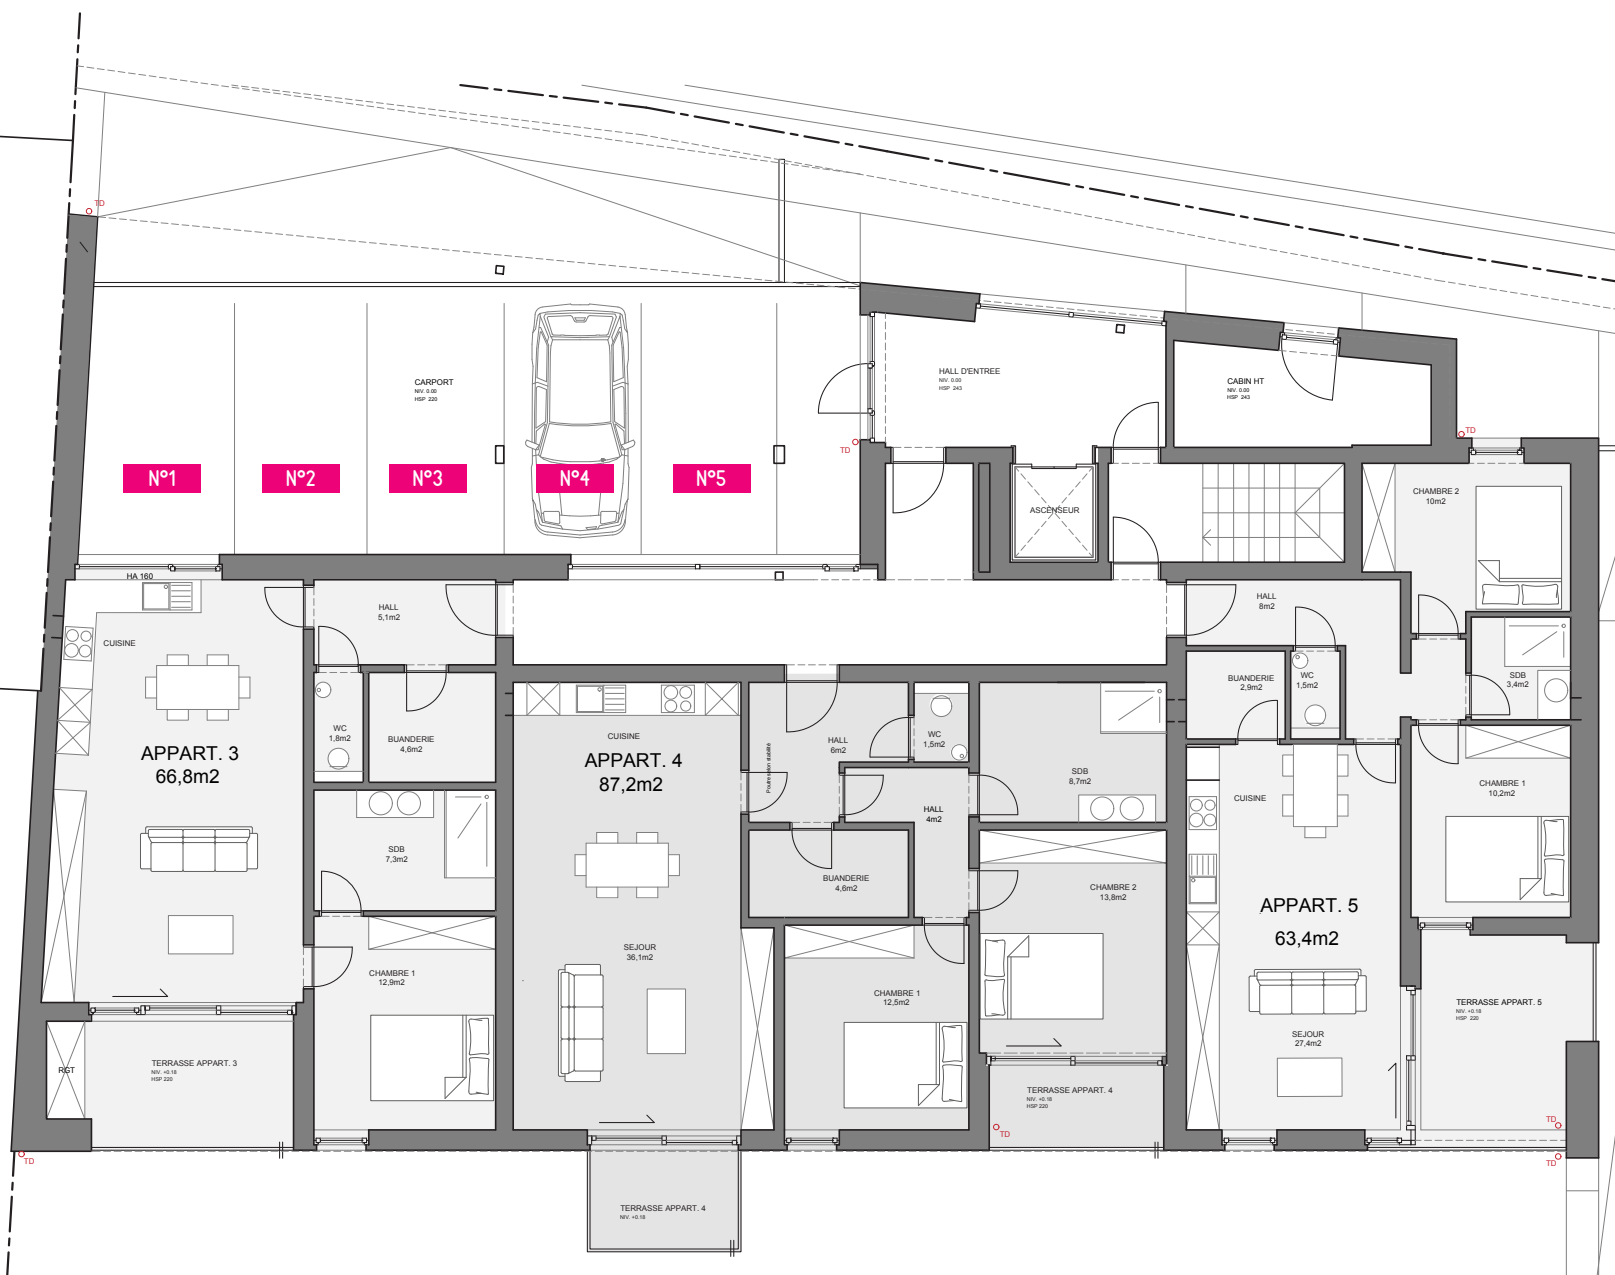 TD
CARPORT
NIV. 0.00
HSP 220
HALL D'ENTREE
NIV. 0.00
HSP 243
CABIN HT
NIV. 0.00
HSP 243
TD
TD
N°1
N°2
N°3
N°4
N°5
ASCENSEUR
CHAMBRE 2
10m2
HA 160
HALL
5,1m2
HALL
8m2
CUISINE
WC
1,8m2
BUANDERIE
4,6m2
APPART. 3
66,8m2
CUISINE
APPART. 4
87,2m2
Poutre selon stabilité
HALL
6m2
WC
1,5m2
SDB
8,7m2
BUANDERIE
2,9m2
WC
1,5m2
SDB
3,4m2
CUISINE
CHAMBRE 1
10,2m2
HALL
4m2
SDB
7,3m2
BUANDERIE
4,6m2
CHAMBRE 2
13,8m2
APPART. 5
63,4m2
SEJOUR
36,1m2
CHAMBRE 1
12,9m2
CHAMBRE 1
12,5m2
TERRASSE APPART. 5
NIV. +0.18
HSP 220
SEJOUR
27,4m2
RGT
TERRASSE APPART. 3
NIV. +0.18
HSP 220
TERRASSE APPART. 4
NIV. +0.18
HSP 220
TD
TD
TD
TD
TERRASSE APPART. 4
NIV. +0.18